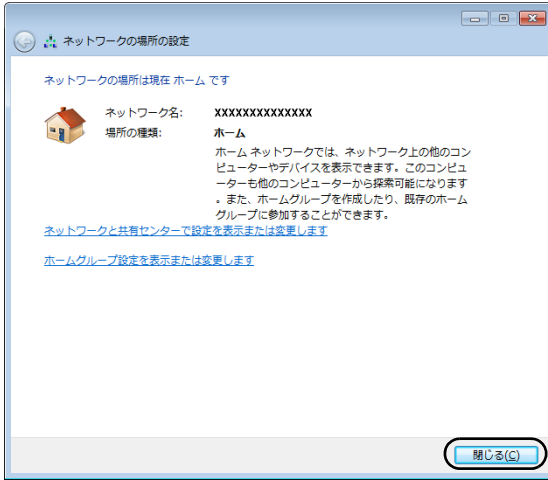 ネットワークの場所の設定
ネットワークの場所は現在 ホーム です
ネットワーク名: XXXXXXXXXXXXXX
場所の種類: ホーム
ホーム ネットワークでは、ネットワーク上の他のコン
ピューターやデバイスを表示できます。このコンピュ
ーターも他のコンピューターから探索可能になります
。また、ホームグループを作成したり、既存のホーム
グループに参加することができます。
ネットワークと共有センターで設定を表示または変更します
ホームグループ設定を表示または変更します
閉じる(C)